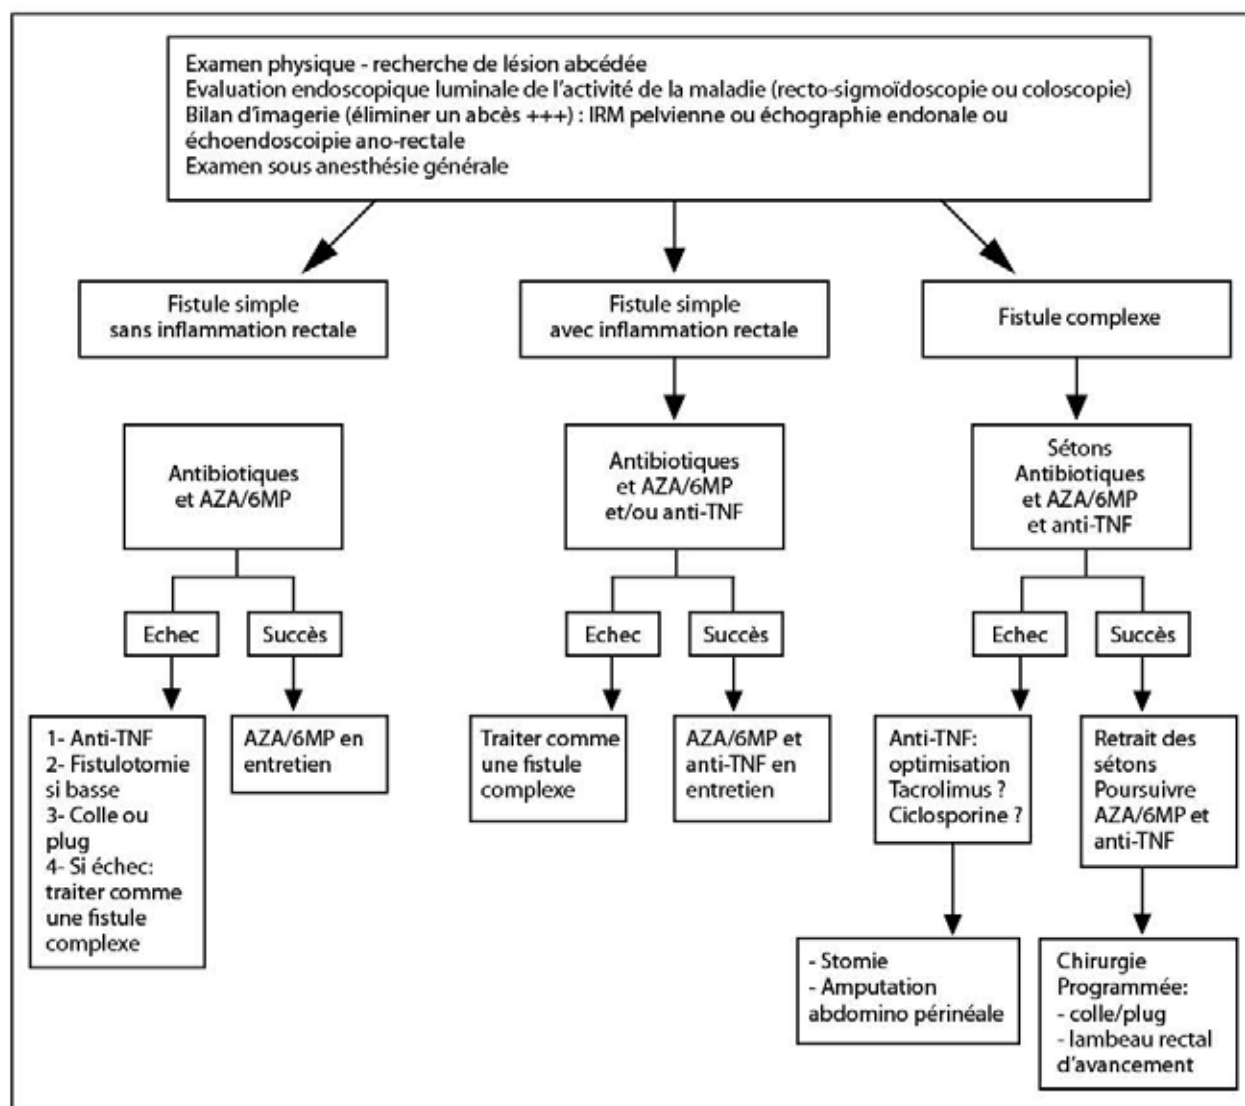 Examen physique - recherche de lésion abcédée
Evaluation endoscopique luminale de l'activité de la maladie (recto-sigmoïdoscopie ou coloscopie)
Bilan d'imagerie (éliminer un abcès +++) : IRM pelvienne ou échographie endonale ou
échoendoscoipie ano-rectale
Examen sous anesthésie générale
Fistule simple
sans inflammation rectale
Fistule simple
avec inflammation rectale
Fistule complexe
Antibiotiques
et AZA/6MP
Antibiotiques
et AZA/6MP
et/ou anti-TNF
Sétons
Antibiotiques
et AZA/6MP
et anti-TNF
Echec
Succès
Echec
Succès
Echec
Succès
1- Anti-TNF
2- Fistulotomie
si basse
3- Colle ou
plug
4- Si échec:
traiter comme
une fistule
complexe
AZA/6MP en
entretien
Traiter comme
une fistule
complexe
AZA/6MP et
anti-TNF en
entretien
Anti-TNF:
optimisation
Tacrolimus ?
Ciclosporine ?
Retrait des
sétons
Poursuivre
AZA/6MP et
anti-TNF
- Stomie
- Amputation
abdomino périnéale
Chirurgie
Programmée:
- colle/plug
- lambeau rectal
d'avancement